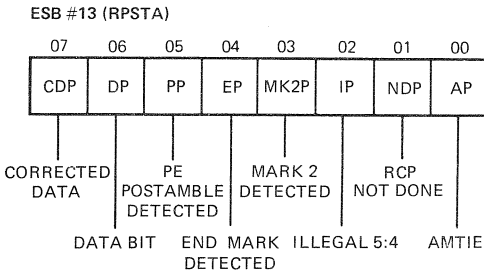 ESB #13 (RPSTA)
07 06 05 04 03 02 01 00
CDP DP PP EP MK2P IP NDP AP
CORRECTED DATA
PE POSTAMBLE DETECTED
MARK 2 DETECTED
RCP NOT DONE
DATA BIT
END MARK DETECTED
ILLEGAL 5:4
AMTIE